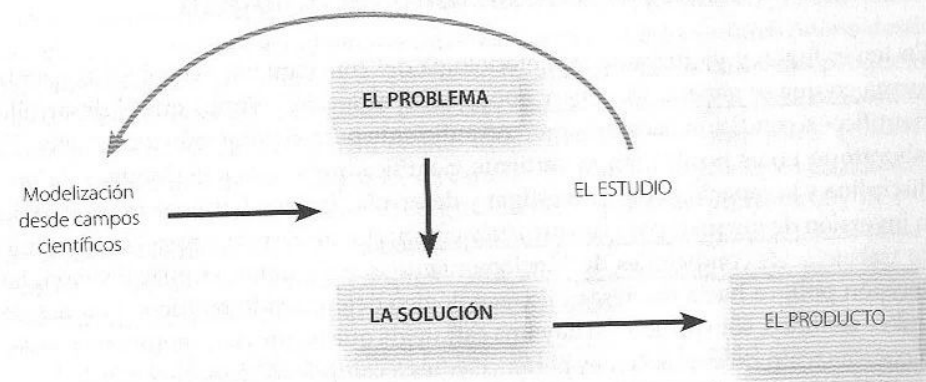 EL PROBLEMA
Modelización
desde campos
científicos
EL ESTUDIO
LA SOLUCIÓN
EL PRODUCTO